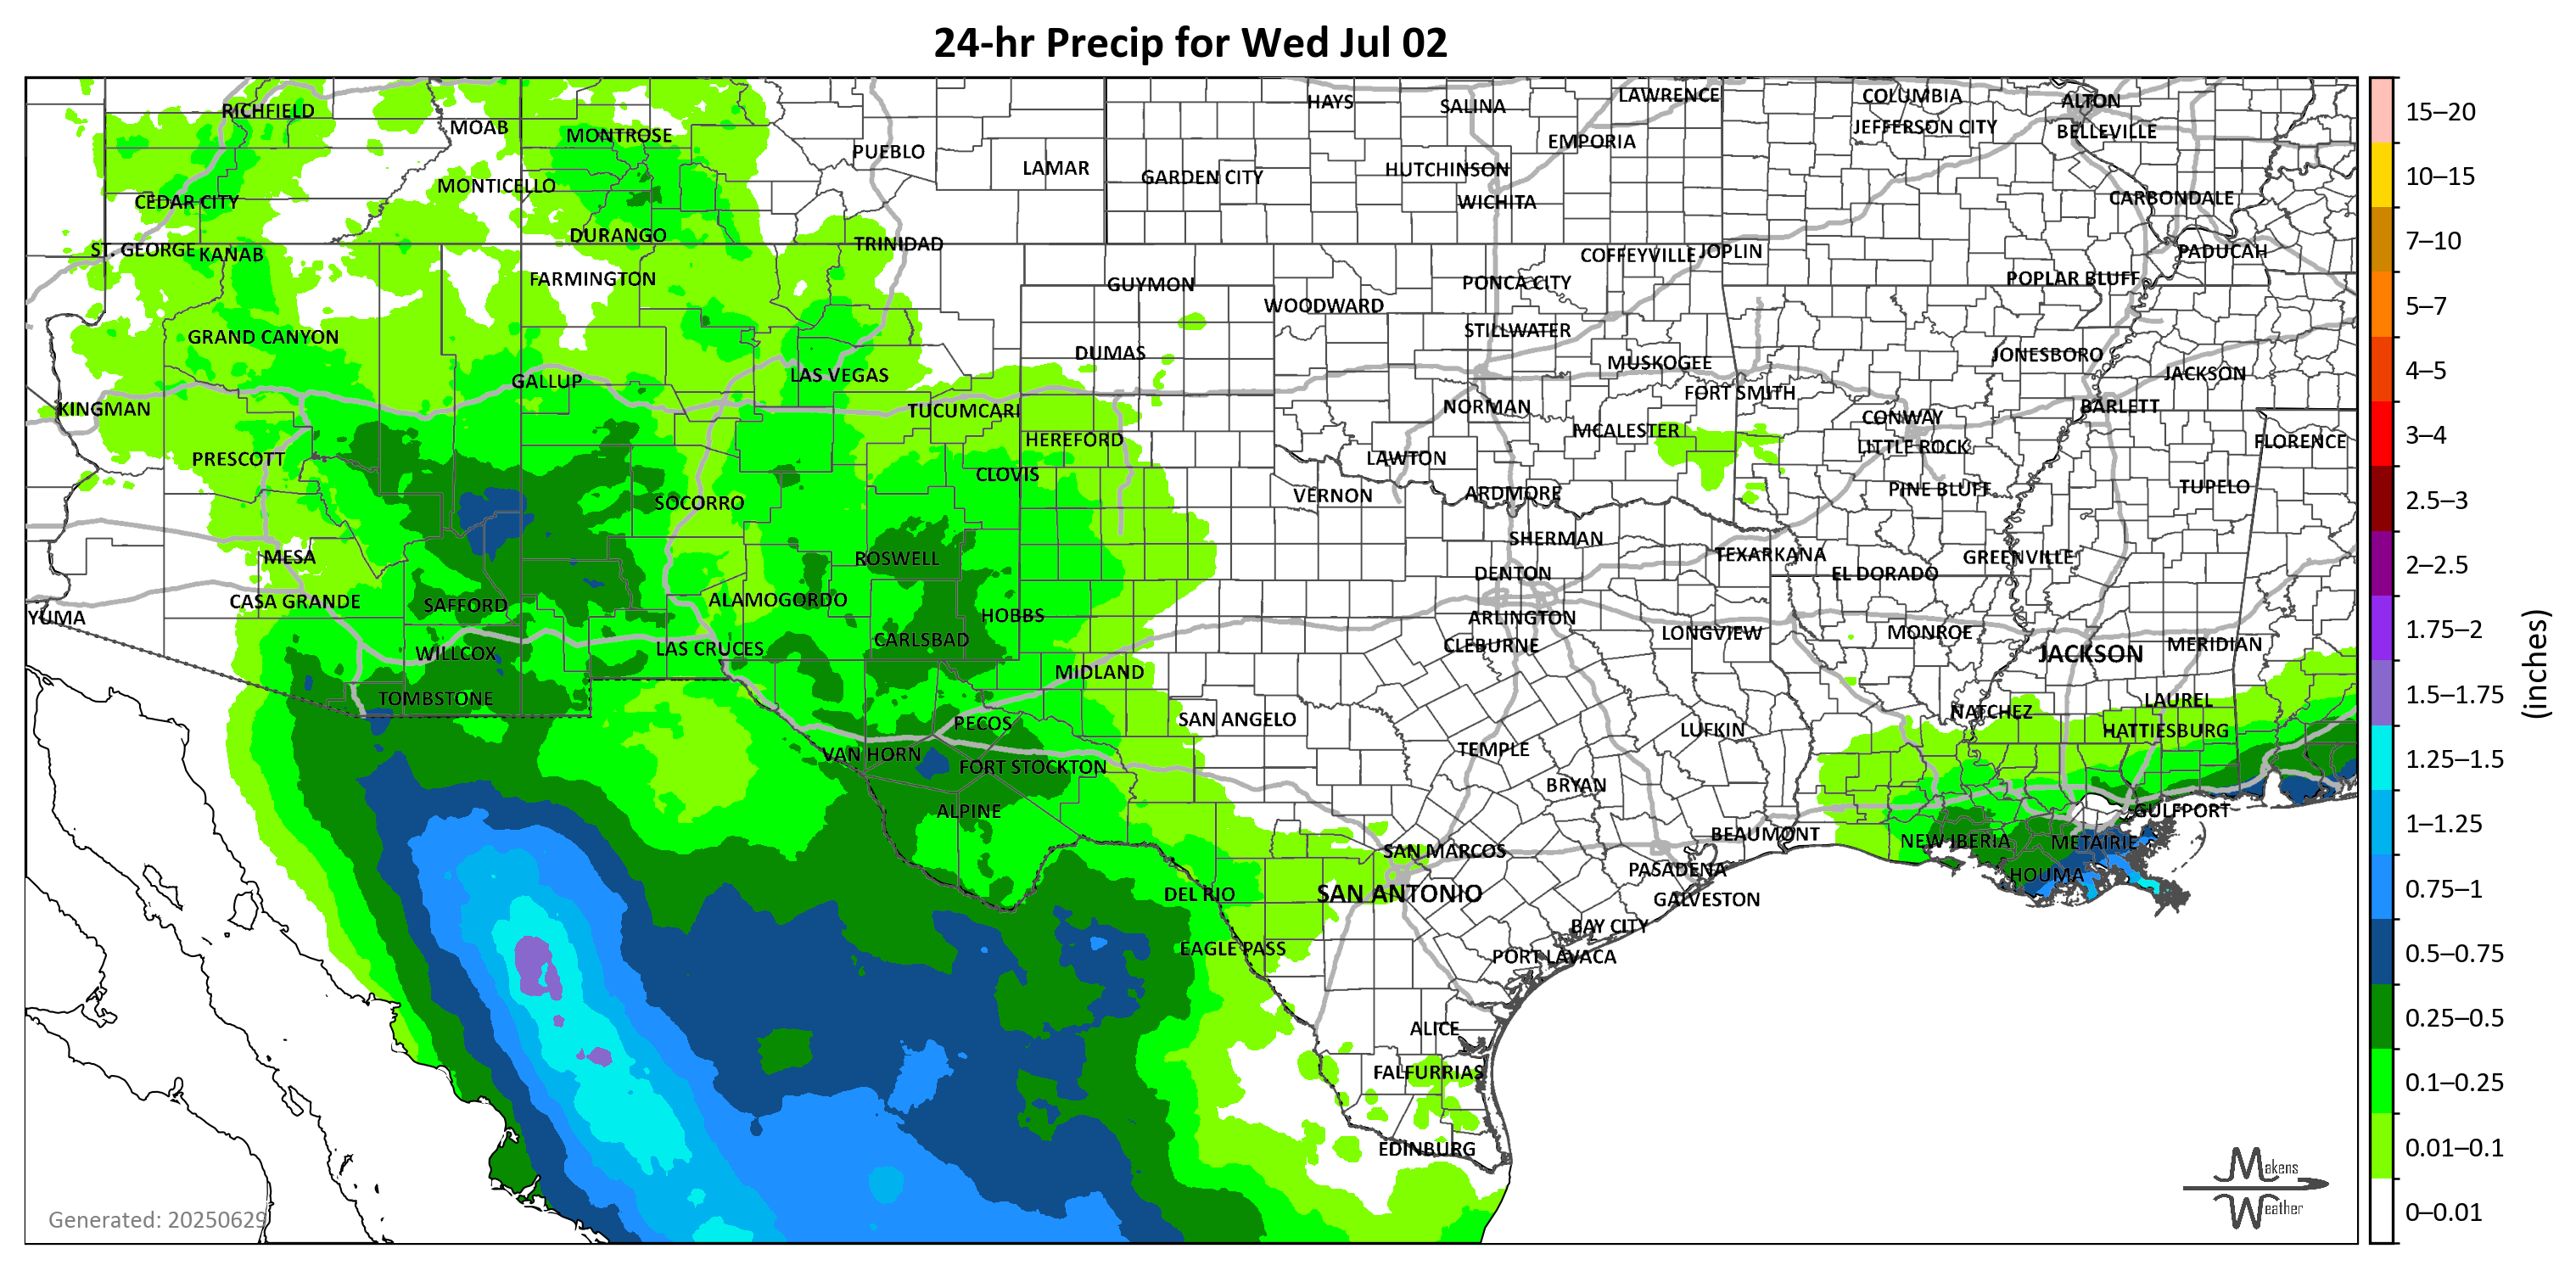 24-hr Precip for Wed Jul 02
RICHFIELD
MOAB
MONTROSE
PUEBLO
LAMAR
HAYS
SALINA
LAWRENCE
EMPORIA
COLUMBIA
JEFFERSON CITY
ALTON
BELLEVILLE
GARDEN CITY
HUTCHINSON
WICHITA
CARBONDALE
CEDAR CITY
MONTICELLO
DURANGO
TRINIDAD
ST. GEORGE
KANAB
FARMINGTON
GUYMON
WOODWARD
PONCA CITY
COFFEYVILLE
JOPLIN
POPLAR BLUFF
PADUCAH
GRAND CANYON
DUMAS
STILLWATER
MUSKOGEE
JONESBORO
JACKSON
KINGMAN
GALLUP
LAS VEGAS
TUCUMCARI
HEREFORD
NORMAN
FORT SMITH
MCALESTER
CONWAY
LITTLE ROCK
BARLETT
FLORENCE
PRESCOTT
SOCORRO
CLOVIS
LAWTON
VERNON
ARDMORE
PINE BLUFF
TUPELO
MESA
ROSWELL
SHERMAN
DENTON
TEXARKANA
EL DORADO
GREENVILLE
YUMA
CASA GRANDE
SAFFORD
ALAMOGORDO
HOBBS
ARLINGTON
CLEBURNE
LONGVIEW
MONROE
JACKSON
MERIDIAN
WILLCOX
LAS CRUCES
CARLSBAD
MIDLAND
TOMBSTONE
PECOS
SAN ANGELO
TEMPLE
LUFKIN
NATCHEZ
LAUREL
HATTIESBURG
VAN HORN
FORT STOCKTON
ALPINE
BRYAN
BEAUMONT
NEW IBERIA
METAIRIE
GULFPORT
HOUMA
SAN MARCOS
SAN ANTONIO
PASADENA
GALVESTON
DEL RIO
EAGLE PASS
BAY CITY
PORT LAVACA
ALICE
FALFURRIAS
EDINBURG
Generated: 20250629
Makens
Weather
15–20
10–15
7–10
5–7
4–5
3–4
2.5–3
2–2.5
1.75–2
1.5–1.75
1.25–1.5
1–1.25
0.75–1
0.5–0.75
0.25–0.5
0.1–0.25
0.01–0.1
0–0.01
(inches)